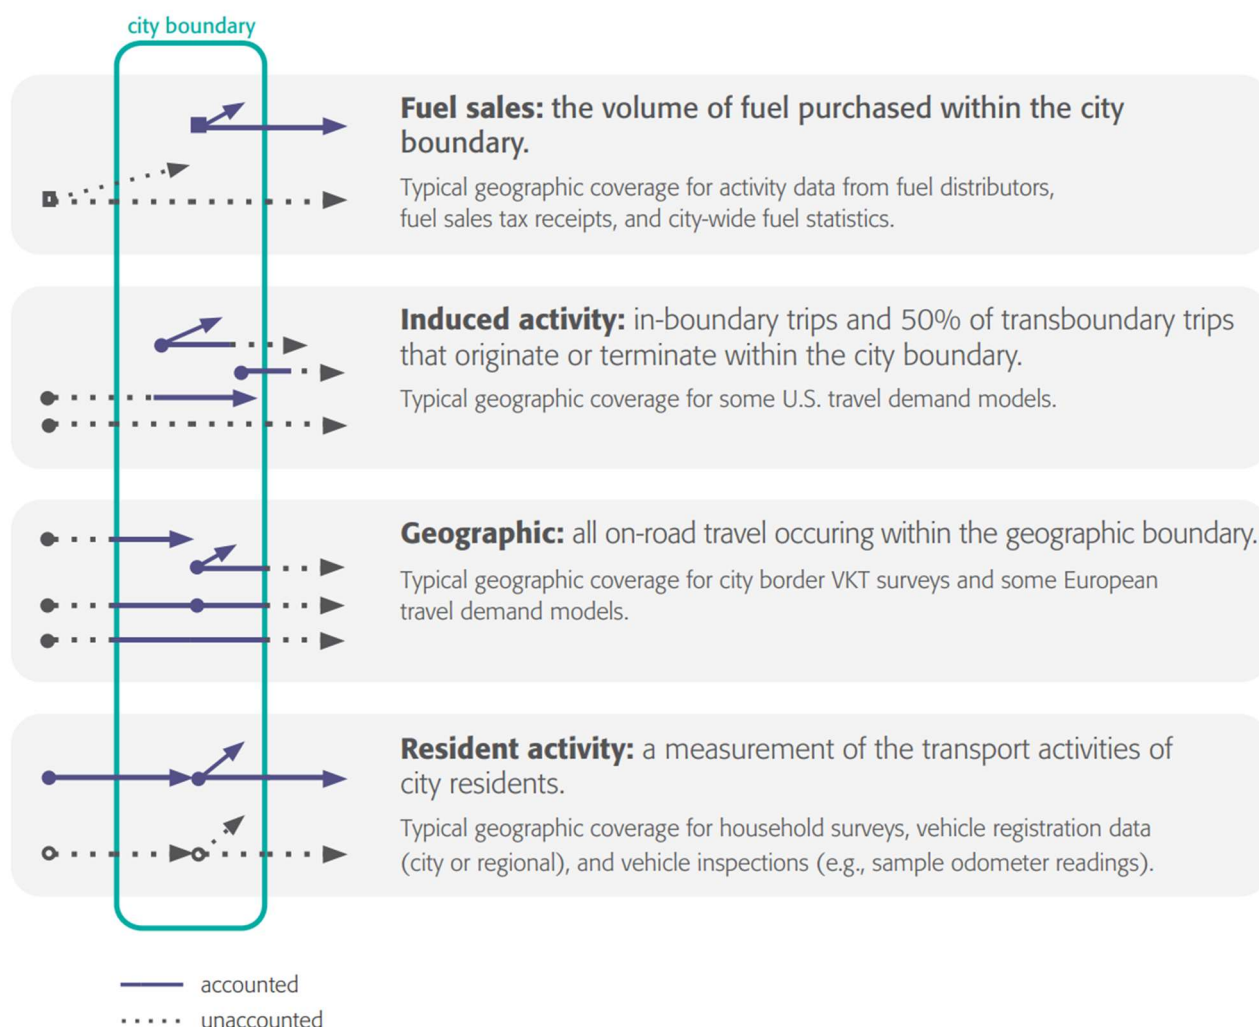 city boundary
Fuel sales: the volume of fuel purchased within the city
boundary.
Typical geographic coverage for activity data from fuel distributors,
fuel sales tax receipts, and city-wide fuel statistics.
Induced activity: in-boundary trips and 50% of transboundary trips
that originate or terminate within the city boundary.
Typical geographic coverage for some U.S. travel demand models.
Geographic: all on-road travel occuring within the geographic boundary.
Typical geographic coverage for city border VKT surveys and some European
travel demand models.
Resident activity: a measurement of the transport activities of
city residents.
Typical geographic coverage for household surveys, vehicle registration data
(city or regional), and vehicle inspections (e.g., sample odometer readings).
accounted
unaccounted